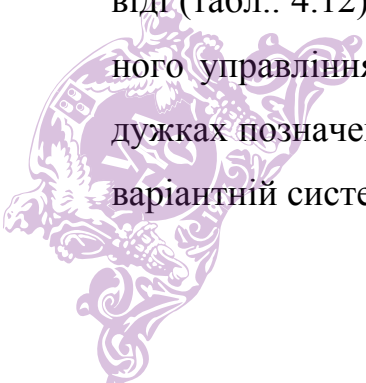 віді (табл.. 4.12)
ного управління
дужках позначен
варіантній систе